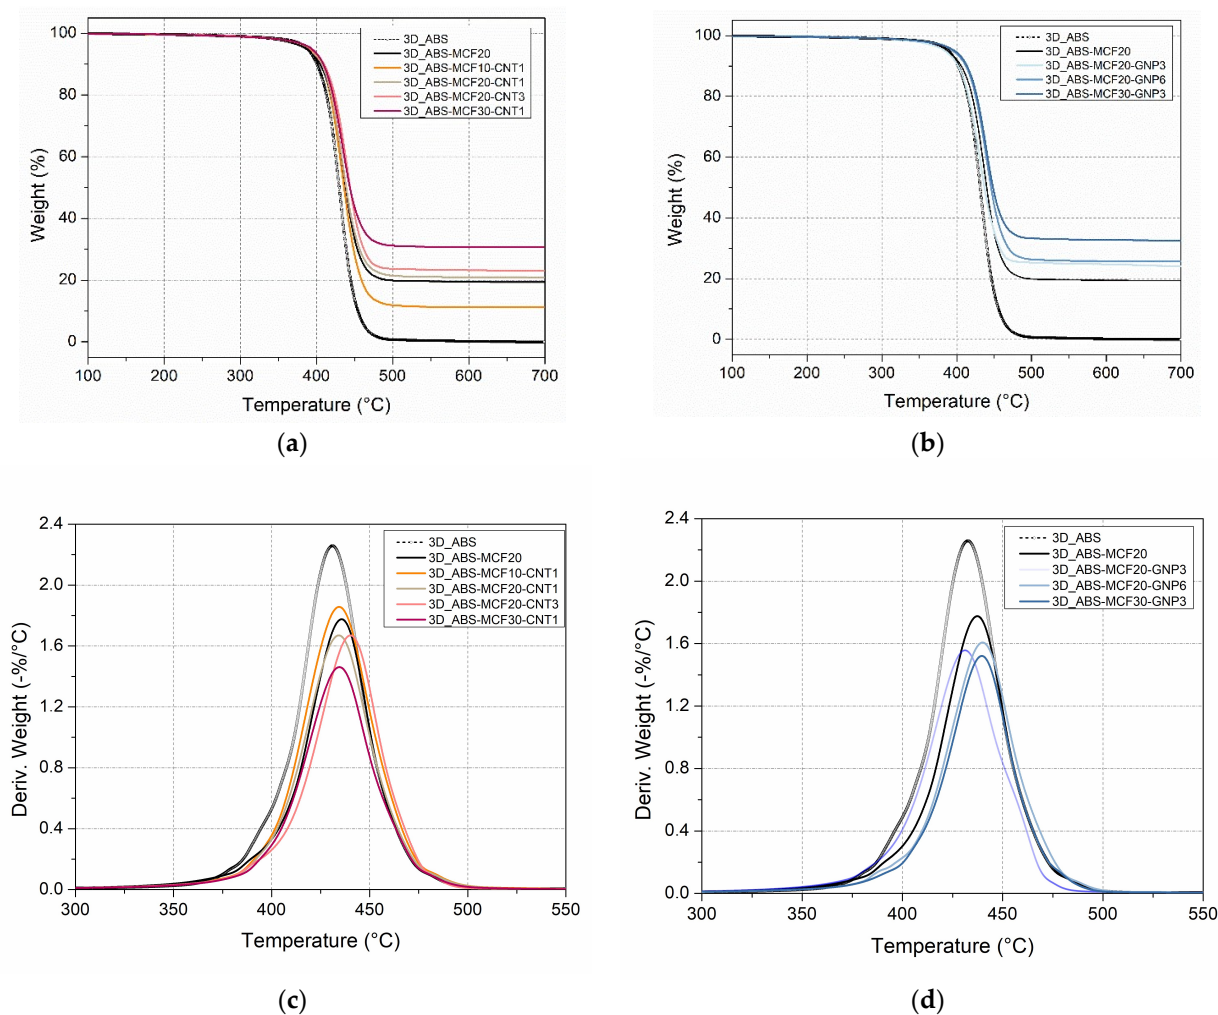 100
80
60
40
20
0
Weight (%)
3D_ABS
3D_ABS-MCF20
3D_ABS-MCF10-CNT1
3D_ABS-MCF20-CNT1
3D_ABS-MCF20-CNT3
3D_ABS-MCF30-CNT1
100 200 300 400 500 600 700
Temperature (°C)
(a)
100
80
60
40
20
0
Weight (%)
3D_ABS
3D_ABS-MCF20
3D_ABS-MCF20-GNP3
3D_ABS-MCF20-GNP6
3D_ABS-MCF30-GNP3
100 200 300 400 500 600 700
Temperature (°C)
(b)
2.4
2.0
1.6
1.2
0.8
0.4
0.0
Deriv. Weight (-%/°C)
3D_ABS
3D_ABS-MCF20
3D_ABS-MCF10-CNT1
3D_ABS-MCF20-CNT1
3D_ABS-MCF20-CNT3
3D_ABS-MCF30-CNT1
300 350 400 450 500 550
Temperature (°C)
(c)
2.4
2.0
1.6
1.2
0.8
0.4
0.0
Deriv. Weight (-%/°C)
3D_ABS
3D_ABS-MCF20
3D_ABS-MCF20-GNP3
3D_ABS-MCF20-GNP6
3D_ABS-MCF30-GNP3
300 350 400 450 500 550
Temperature (°C)
(d)